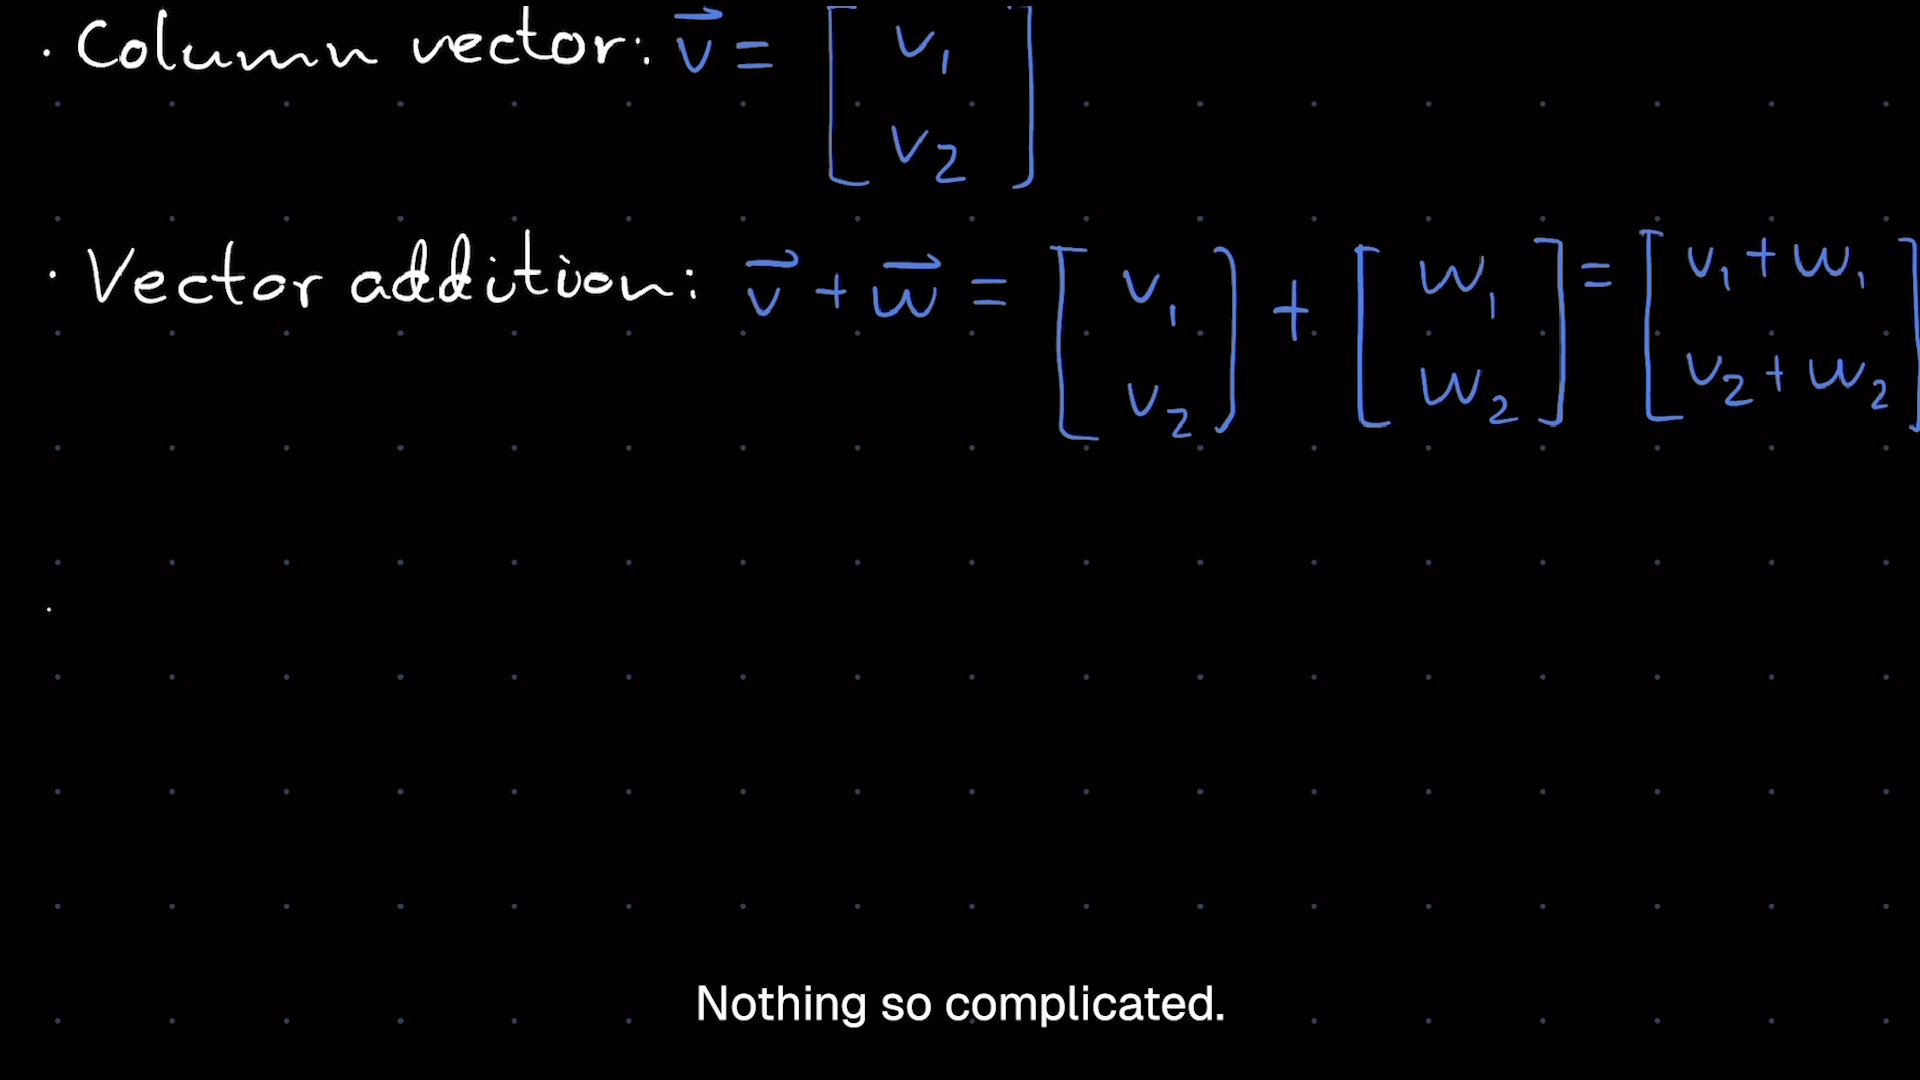 · Column vector: v⃗ = [v₁ v₂]
· Vector addition: v⃗ + w⃗ = [v₁ v₂] + [w₁ w₂] = [v₁ + w₁ v₂ + w₂]
Nothing so complicated.